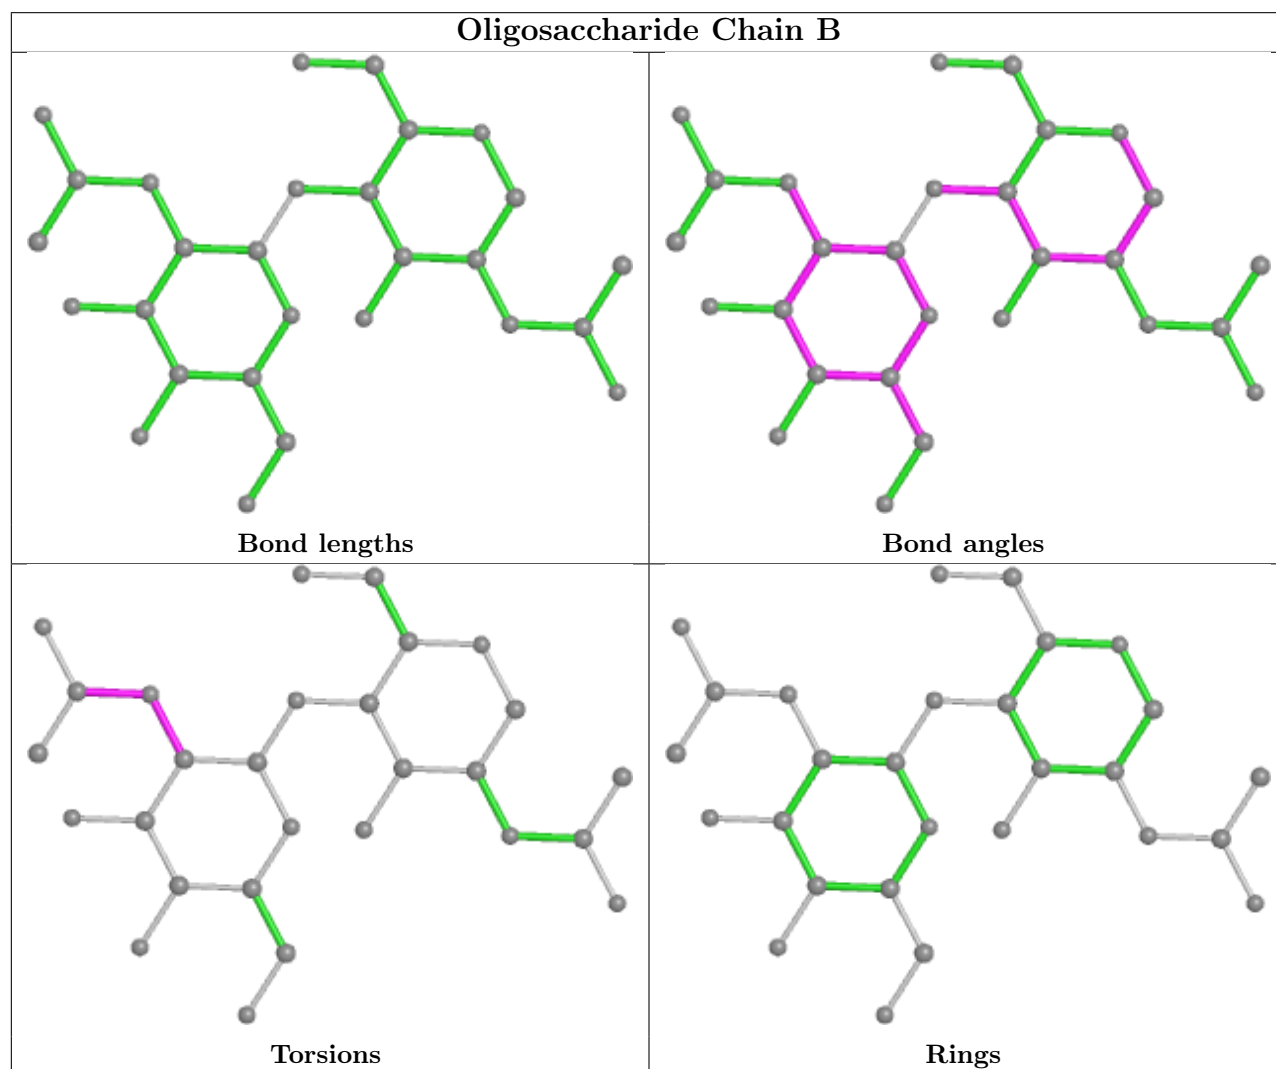 Oligosaccharide Chain B
Bond lengths
Bond angles
Torsions
Rings